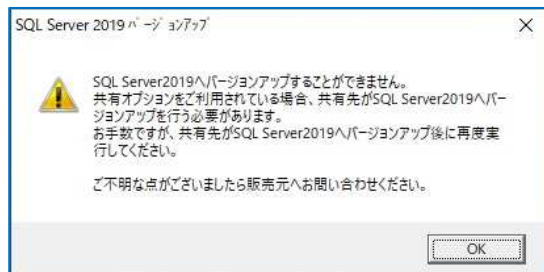 SQL Server 2019 ﾊﾞｰｼﾞｮﾝｱｯﾌﾟ
SQL Server2019へバージョンアップすることができません。
共有オプションをご利用されている場合、共有先がSQL Server2019へバー
ジョンアップを行う必要があります。
お手数ですが、共有先がSQL Server2019へバージョンアップ後に再度実
行してください。
ご不明な点がございましたら販売元へお問い合わせください。
OK